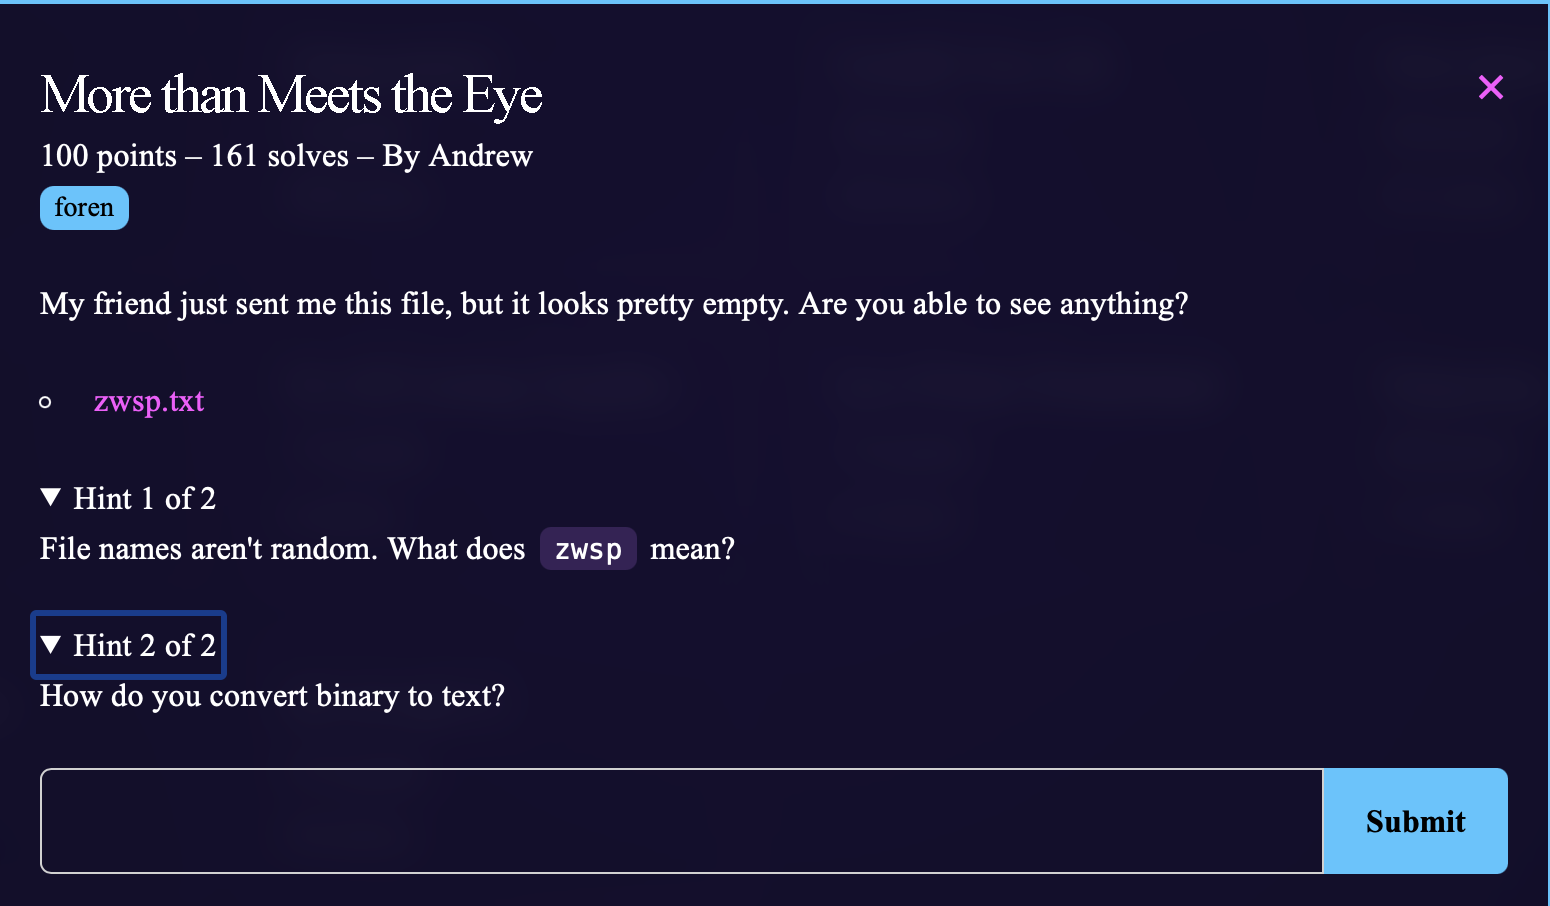 More than Meets the Eye
100 points – 161 solves – By Andrew
foren
My friend just sent me this file, but it looks pretty empty. Are you able to see anything?
zwsp.txt
Hint 1 of 2
File names aren't random. What does zwsp mean?
Hint 2 of 2
How do you convert binary to text?
Submit